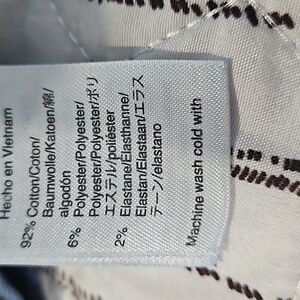 Hecho en Vietnam
92% Cotton/Coton/
Baumwolle/Katoen/綿/
algodón
6% Polyester/Polyester/
Polyester/Polyester/ポリ
エステル/poliéster
2% Elastane/Élasthanne/
Elastan/Elastaan/エラス
テーン/elastano
Machine wash cold with